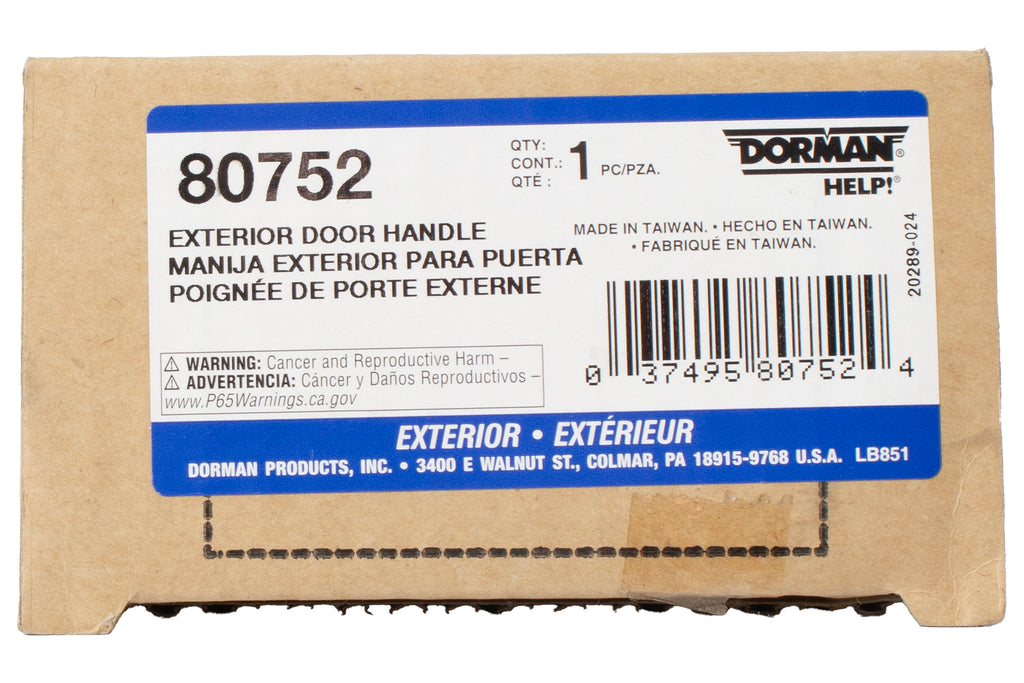 80752
QTY:
CONT.: 1 PC/PZA.
QTÉ :
DORMAN®
HELP!®
EXTERIOR DOOR HANDLE
MANIJA EXTERIOR PARA PUERTA
POIGNÉE DE PORTE EXTERNE
MADE IN TAIWAN. • HECHO EN TAIWAN.
• FABRIQUÉ EN TAIWAN.
20289-024
⚠ WARNING: Cancer and Reproductive Harm –
⚠ ADVERTENCIA: Cáncer y Daños Reproductivos –
www.P65Warnings.ca.gov
0 37495 80752 4
EXTERIOR • EXTÉRIEUR
DORMAN PRODUCTS, INC. • 3400 E WALNUT ST., COLMAR, PA 18915-9768 U.S.A. LB851